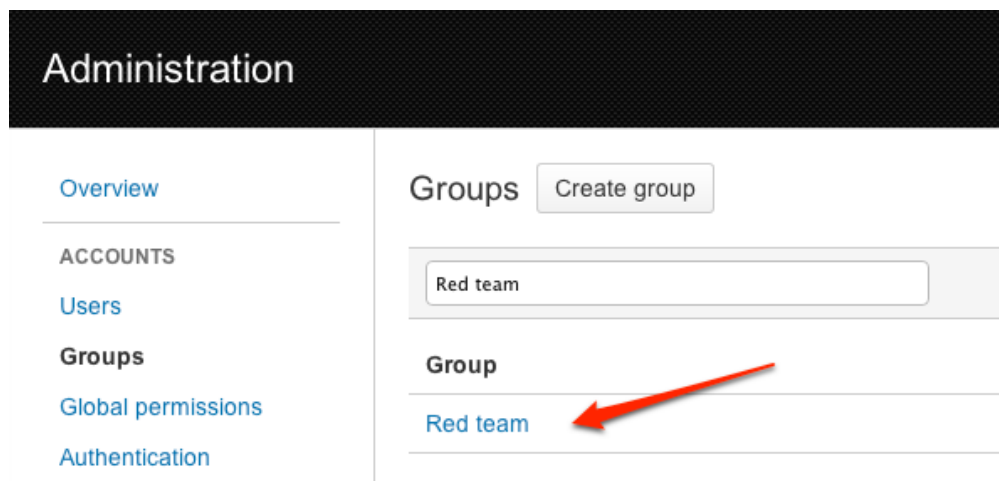 Administration
Overview
ACCOUNTS
Users
Groups
Global permissions
Authentication
Groups Create group
Red team
Group
Red team